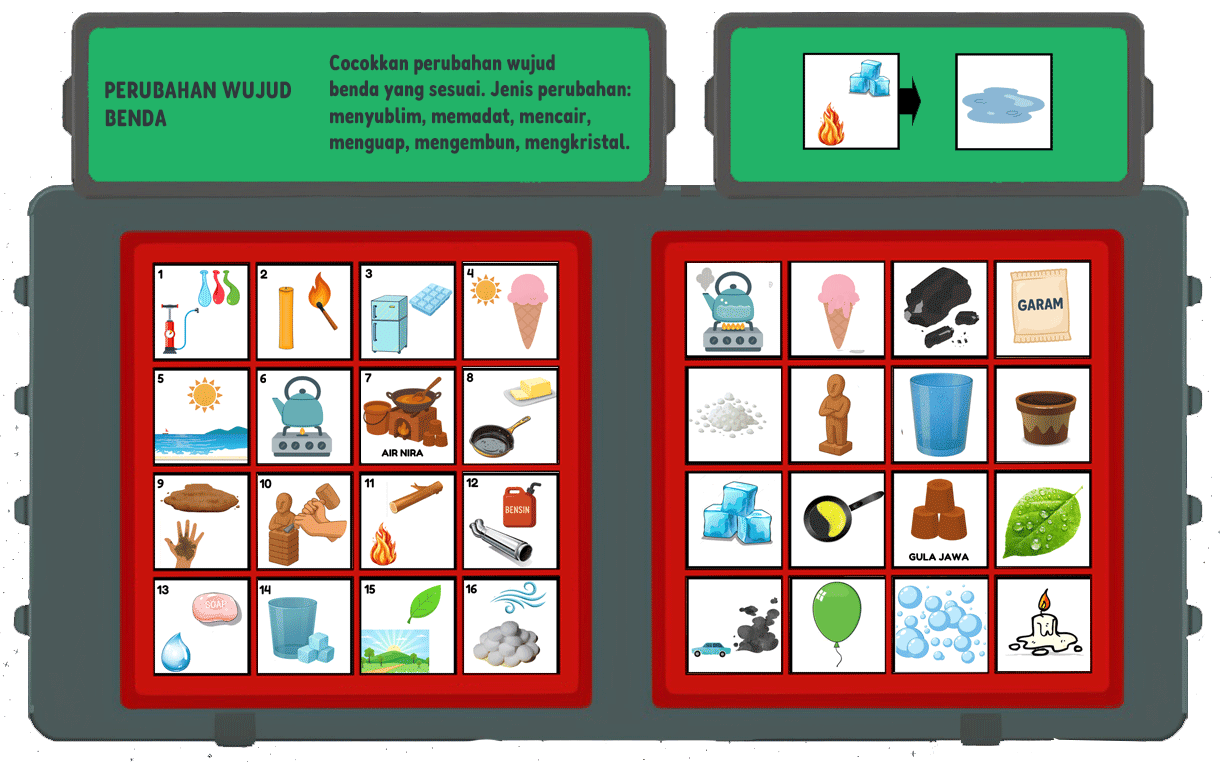 PERUBAHAN WUJUD
BENDA
Cocokkan perubahan wujud
benda yang sesuai. Jenis perubahan:
menyublim, memadat, mencair,
menguap, mengembun, mengkristal.
1
2
3
4
5
6
7
AIR NIRA
8
9
10
11
12
BENSIN
13
SOAP
14
15
16
GARAM
GULA JAWA